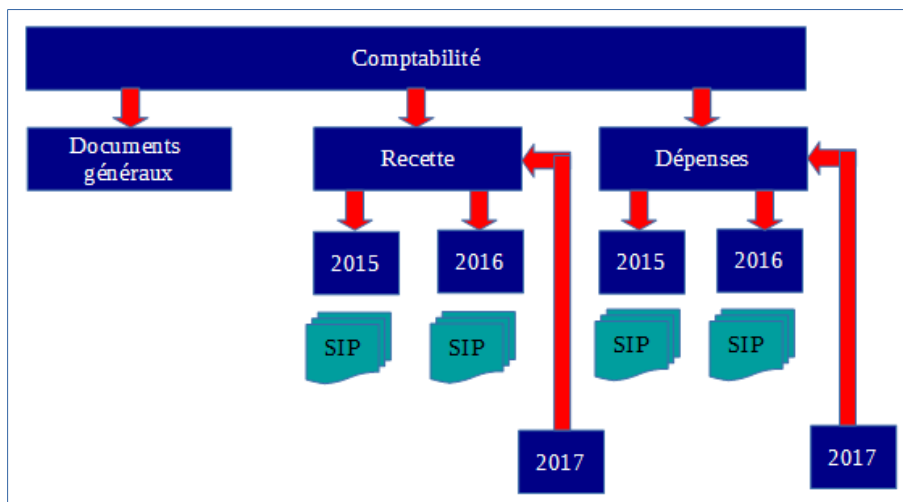 Comptabilité
Documents
généraux
Recette
Dépenses
2015
2016
2015
2016
SIP
SIP
SIP
SIP
2017
2017